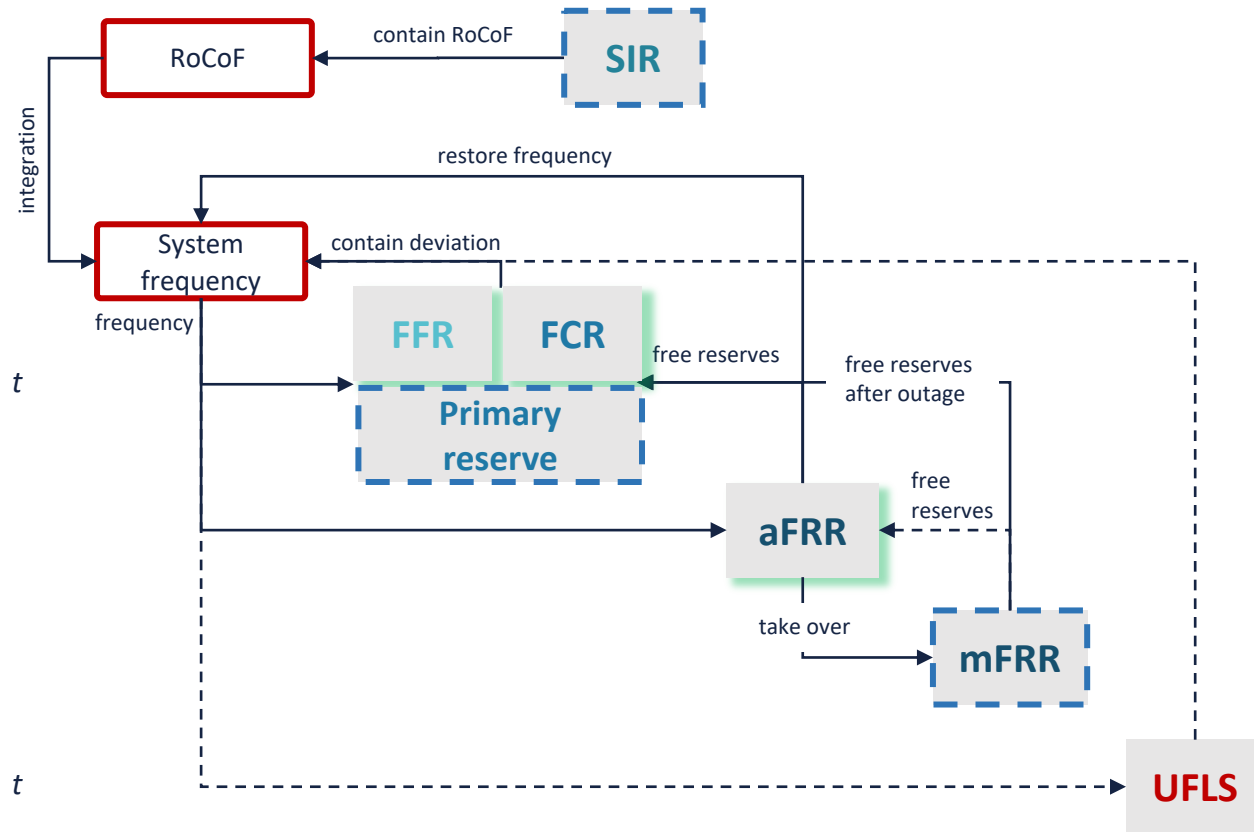 contain RoCoF
RoCoF
SIR
integration
restore frequency
System
frequency
contain deviation
frequency
FFR
FCR
free reserves
free reserves
after outage
t
Primary
reserve
free
reserves
aFRR
take over
mFRR
t
UFLS